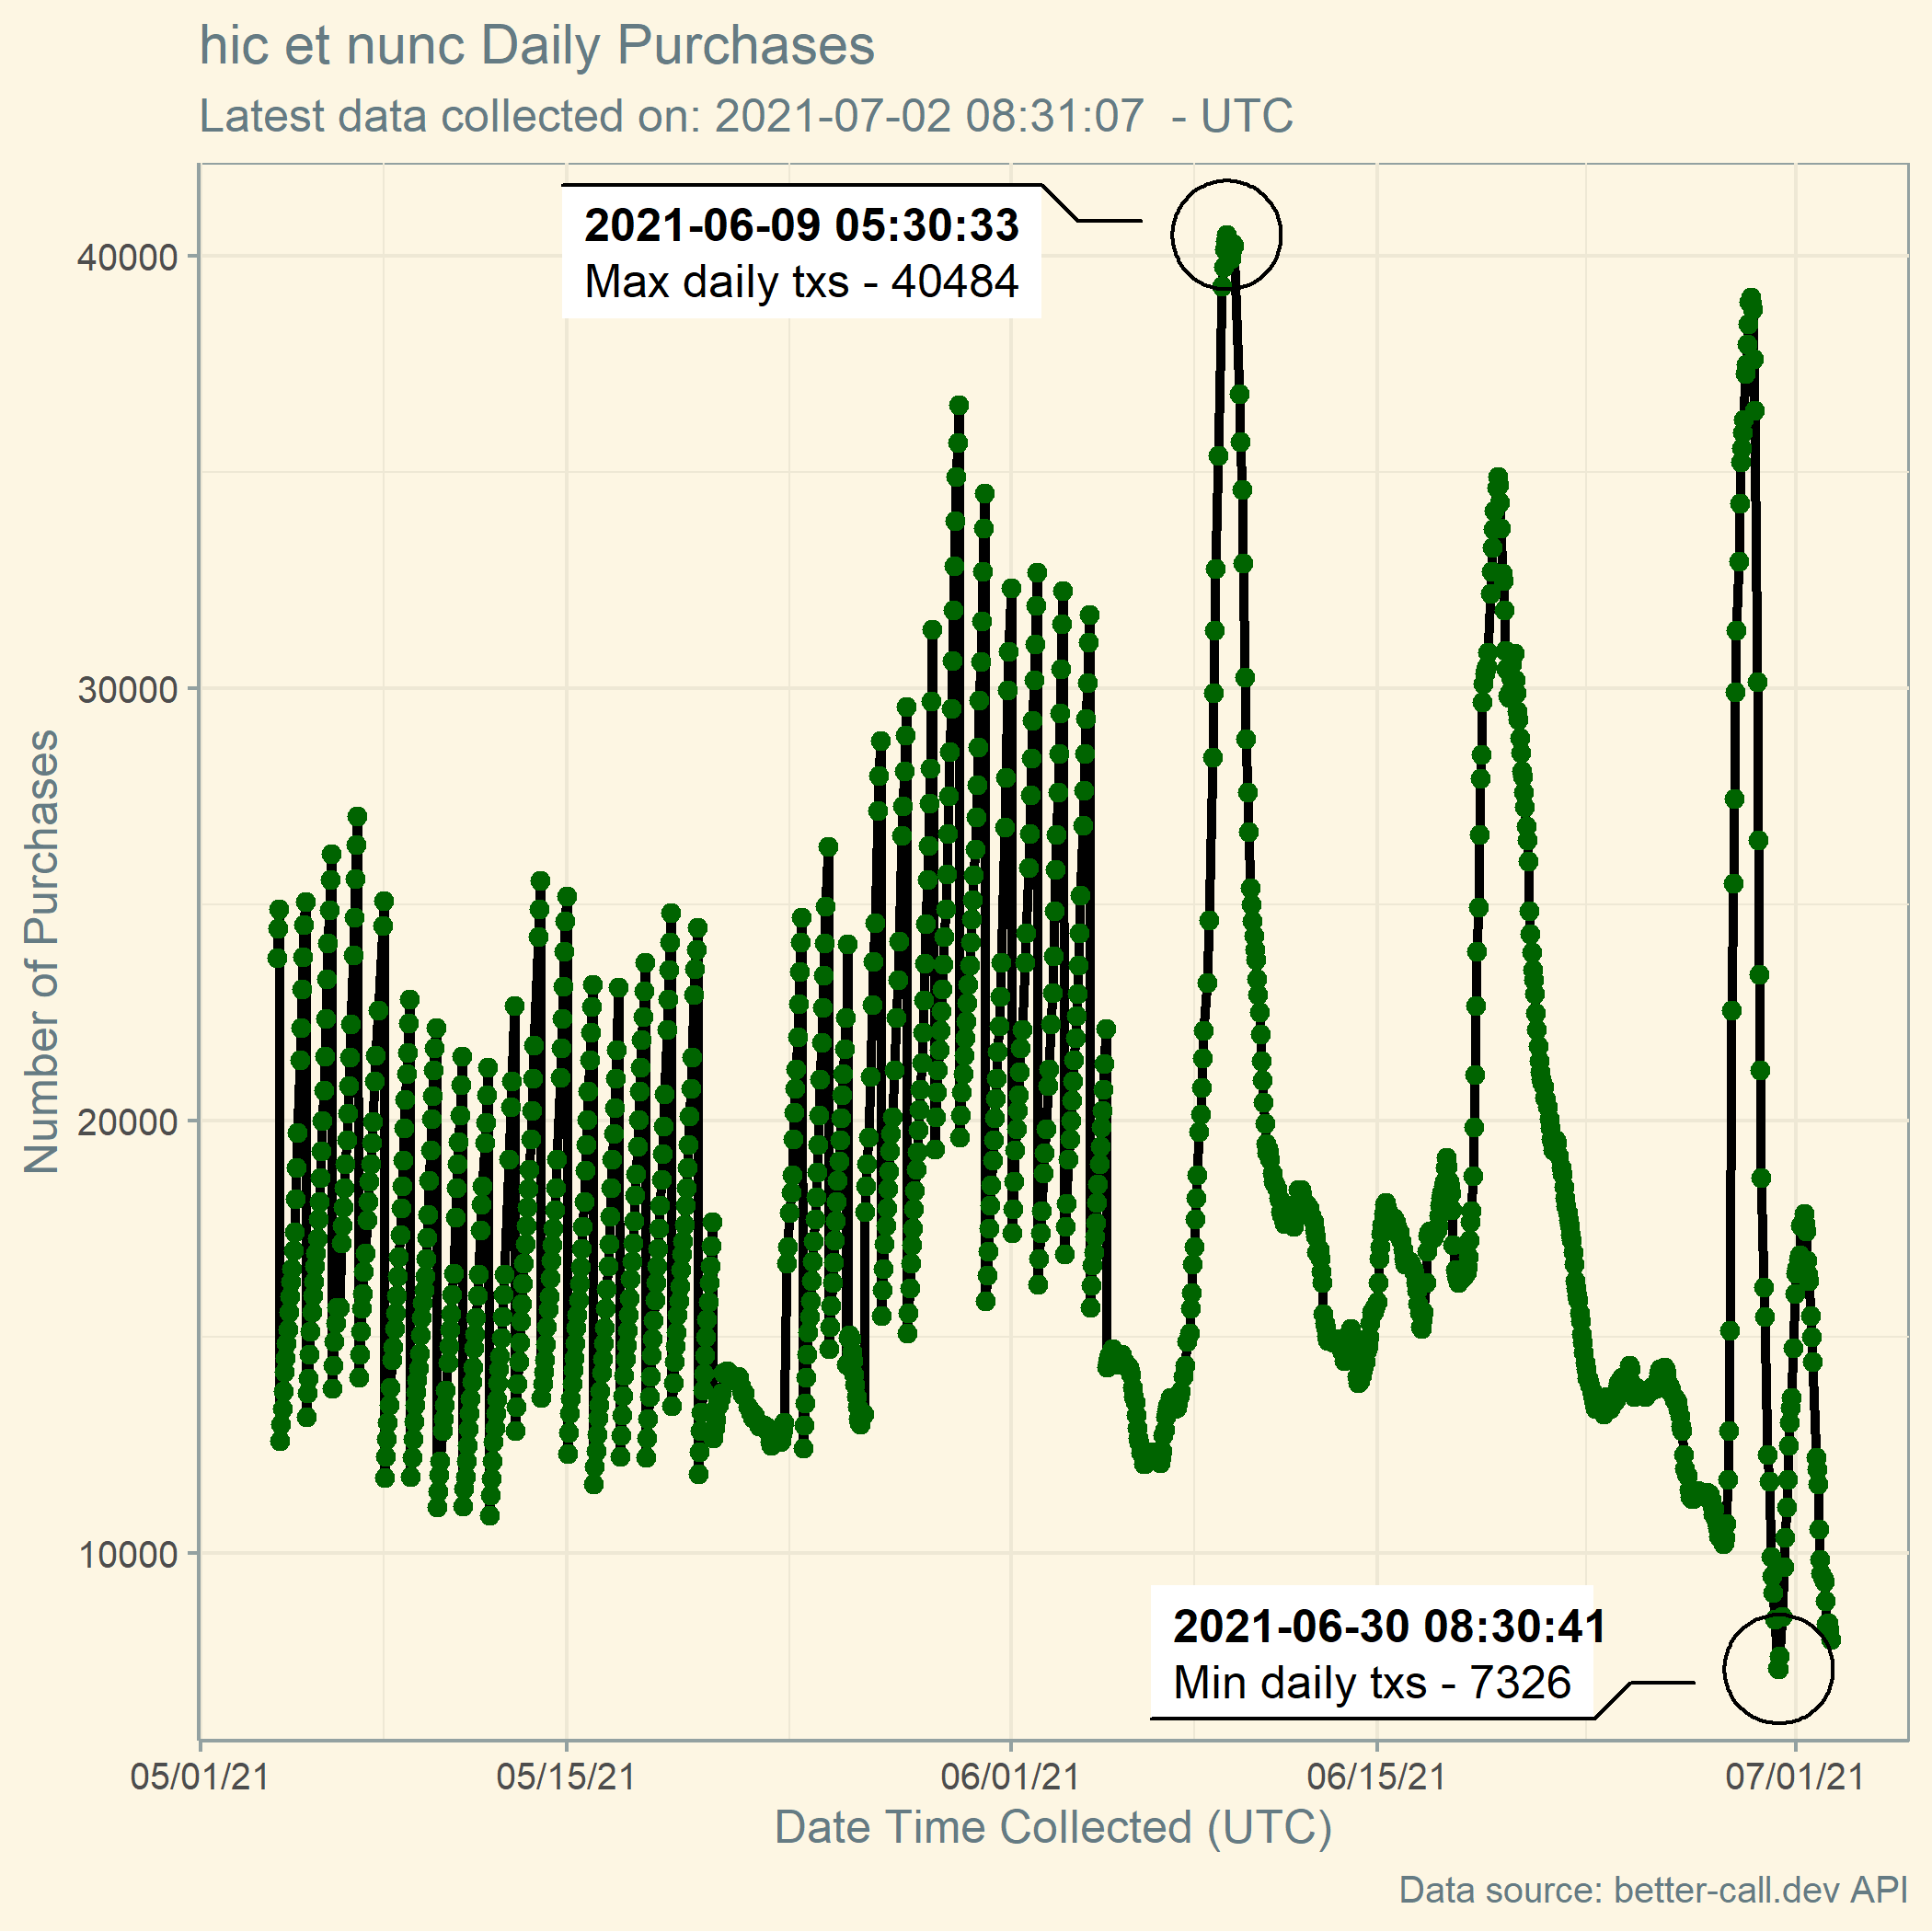 hic et nunc Daily Purchases
Latest data collected on: 2021-07-02 08:31:07  - UTC
2021-06-09 05:30:33
Max daily txs - 40484
40000
30000
20000
10000
Number of Purchases
2021-06-30 08:30:41
Min daily txs - 7326
05/01/21
05/15/21
06/01/21
06/15/21
07/01/21
Date Time Collected (UTC)
Data source: better-call.dev API